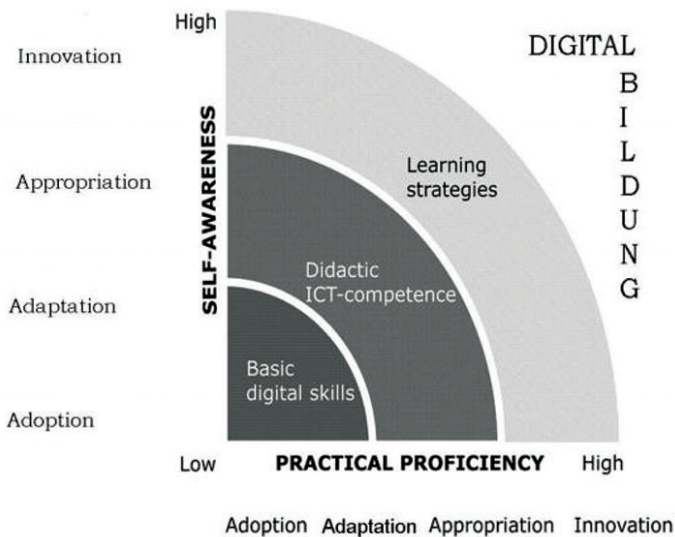 High
Innovation
DIGITAL
BILDUNG
SELF-AWARENESS
Learning
strategies
Appropriation
Didactic
ICT-competence
Adaptation
Basic
digital skills
Adoption
Low PRACTICAL PROFICIENCY High
Adoption Adaptation Appropriation Innovation